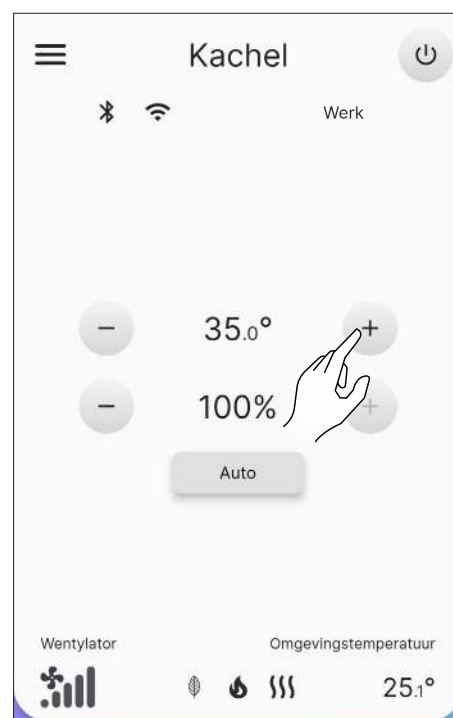 Kachel
Werk
− 35.0° +
− 100% +
Auto
Wentylator Omgevingstemperatuur
25.1°